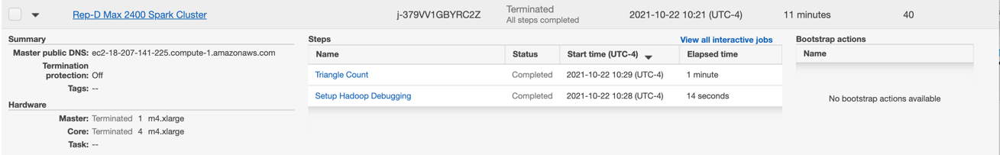 Rep-D Max 2400 Spark Cluster j-379VV1GBYRC2Z Terminated 2021-10-22 10:21 (UTC-4) 11 minutes 40
All steps completed
Summary
Master public DNS: ec2-18-207-141-225.compute-1.amazonaws.com
Termination
protection: Off
Tags: --
Hardware
Master: Terminated 1 m4.xlarge
Core: Terminated 4 m4.xlarge
Task: --
Steps View all interactive jobs
Name Status Start time (UTC-4) Elapsed time
Triangle Count Completed 2021-10-22 10:29 (UTC-4) 1 minute
Setup Hadoop Debugging Completed 2021-10-22 10:28 (UTC-4) 14 seconds
Bootstrap actions
Name
No bootstrap actions available